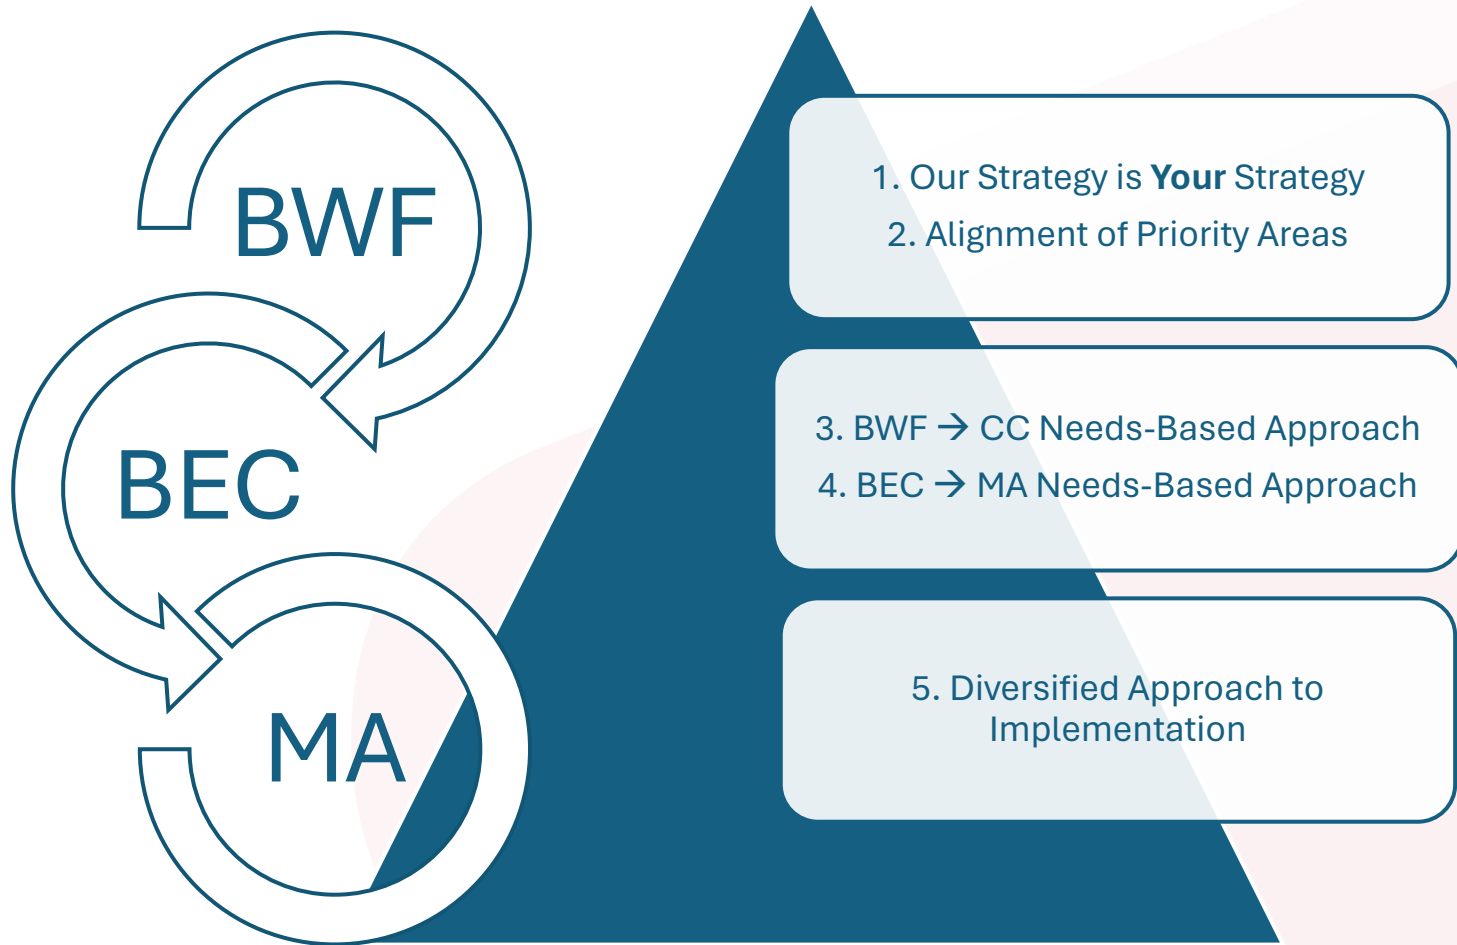 BWF
BEC
MA
1. Our Strategy is Your Strategy
2. Alignment of Priority Areas
3. BWF → CC Needs-Based Approach
4. BEC → MA Needs-Based Approach
5. Diversified Approach to
Implementation